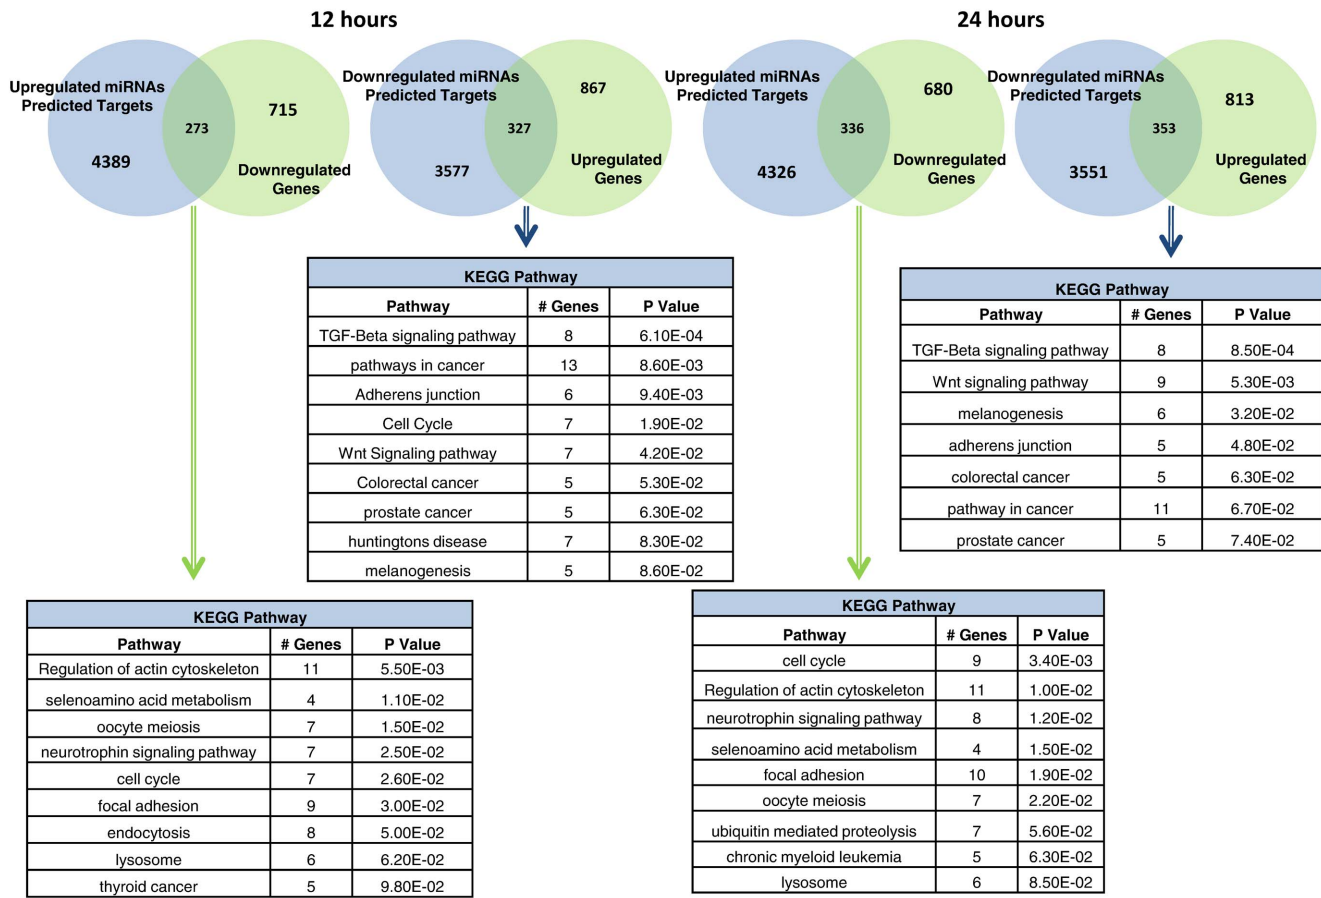 12 hours
24 hours
Upregulated miRNAs
Predicted Targets
4389
273
715
Downregulated
Genes
Downregulated miRNAs
Predicted Targets
3577
327
867
Upregulated
Genes
Upregulated miRNAs
Predicted Targets
4326
336
680
Downregulated
Genes
Downregulated miRNAs
Predicted Targets
3551
353
813
Upregulated
Genes
KEGG Pathway
Pathway # Genes P Value
TGF-Beta signaling pathway 8 6.10E-04
pathways in cancer 13 8.60E-03
Adherens junction 6 9.40E-03
Cell Cycle 7 1.90E-02
Wnt Signaling pathway 7 4.20E-02
Colorectal cancer 5 5.30E-02
prostate cancer 5 6.30E-02
huntingtons disease 7 8.30E-02
melanogenesis 5 8.60E-02
KEGG Pathway
Pathway # Genes P Value
TGF-Beta signaling pathway 8 8.50E-04
Wnt signaling pathway 9 5.30E-03
melanogenesis 6 3.20E-02
adherens junction 5 4.80E-02
colorectal cancer 5 6.30E-02
pathway in cancer 11 6.70E-02
prostate cancer 5 7.40E-02
KEGG Pathway
Pathway # Genes P Value
Regulation of actin cytoskeleton 11 5.50E-03
selenoamino acid metabolism 4 1.10E-02
oocyte meiosis 7 1.50E-02
neurotrophin signaling pathway 7 2.50E-02
cell cycle 7 2.60E-02
focal adhesion 9 3.00E-02
endocytosis 8 5.00E-02
lysosome 6 6.20E-02
thyroid cancer 5 9.80E-02
KEGG Pathway
Pathway # Genes P Value
cell cycle 9 3.40E-03
Regulation of actin cytoskeleton 11 1.00E-02
neurotrophin signaling pathway 8 1.20E-02
selenoamino acid metabolism 4 1.50E-02
focal adhesion 10 1.90E-02
oocyte meiosis 7 2.20E-02
ubiquitin mediated proteolysis 7 5.60E-02
chronic myeloid leukemia 5 6.30E-02
lysosome 6 8.50E-02